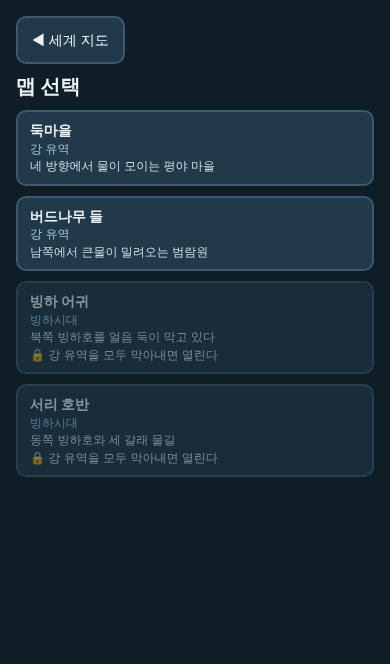 ◀ 세계 지도
맵 선택
둑마을
강 유역
네 방향에서 물이 모이는 평야 마을
버드나무 들
강 유역
남쪽에서 큰물이 밀려오는 범람원
빙하 어귀
빙하시대
북쪽 빙하호를 얼음 둑이 막고 있다
🔒 강 유역을 모두 막아내면 열린다
서리 호반
빙하시대
동쪽 빙하호와 세 갈래 물길
🔒 강 유역을 모두 막아내면 열린다